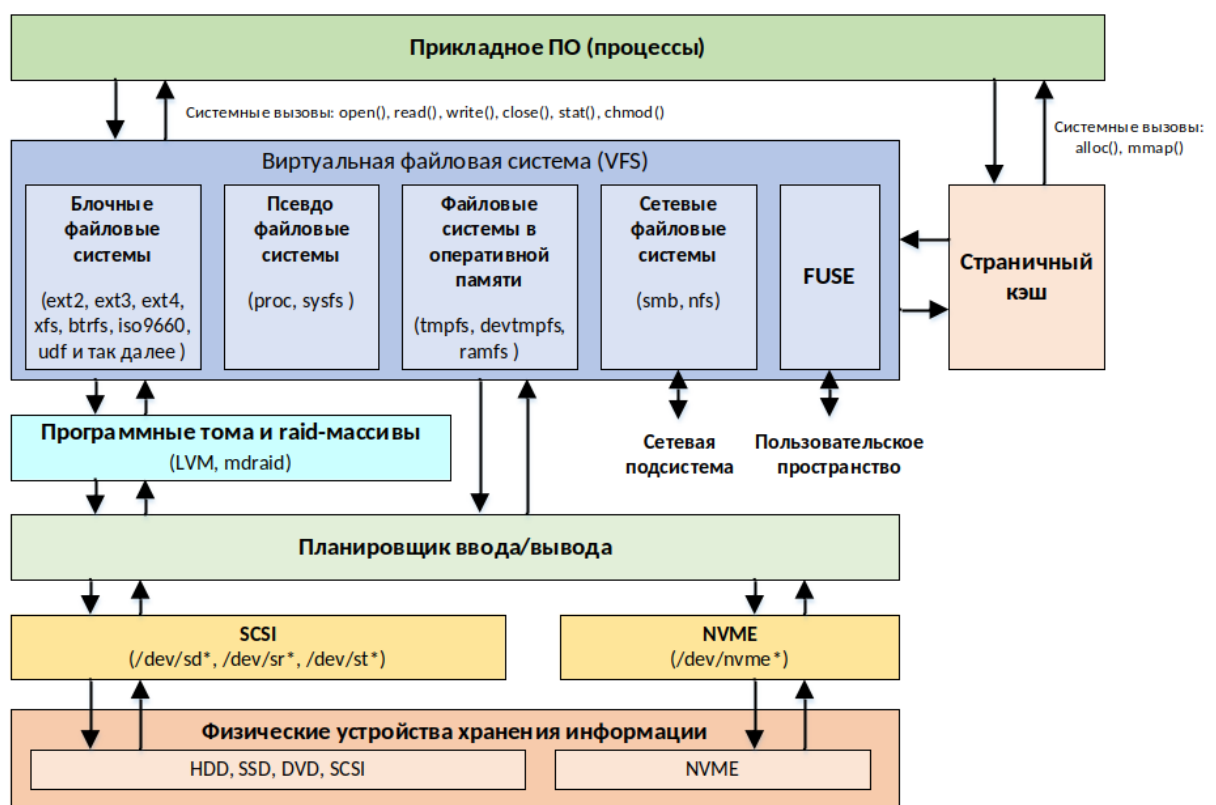 Прикладное ПО (процессы)
Системные вызовы: open(), read(), write(), close(), stat(), chmod()
Системные вызовы:
alloc(), mmap()
Виртуальная файловая система (VFS)
Блочные
файловые
системы
(ext2, ext3, ext4,
xfs, btrfs, iso9660,
udf и так далее )
Псевдо
файловые
системы
(proc, sysfs )
Файловые
системы в
оперативной
памяти
(tmpfs, devtmpfs,
ramfs )
Сетевые
файловые
системы
(smb, nfs)
FUSE
Страничный
кэш
Программные тома и raid-массивы
(LVM, mdraid)
Сетевая
подсистема
Пользовательское
пространство
Планировщик ввода/вывода
SCSI
(/dev/sd*, /dev/sr*, /dev/st*)
NVME
(/dev/nvme*)
Физические устройства хранения информации
HDD, SSD, DVD, SCSI
NVME